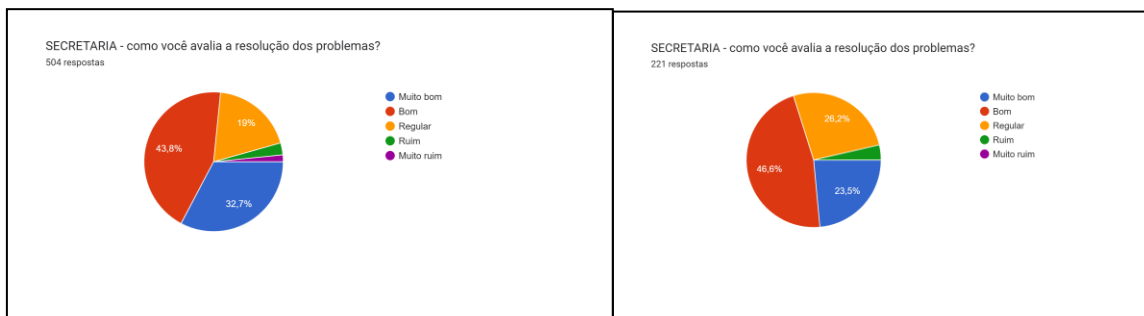 SECRETARIA - como você avalia a resolução dos problemas?
504 respostas
Muito bom
Bom
Regular
Ruim
Muito ruim
19%
43,8%
32,7%
SECRETARIA - como você avalia a resolução dos problemas?
221 respostas
Muito bom
Bom
Regular
Ruim
Muito ruim
26,2%
46,6%
23,5%